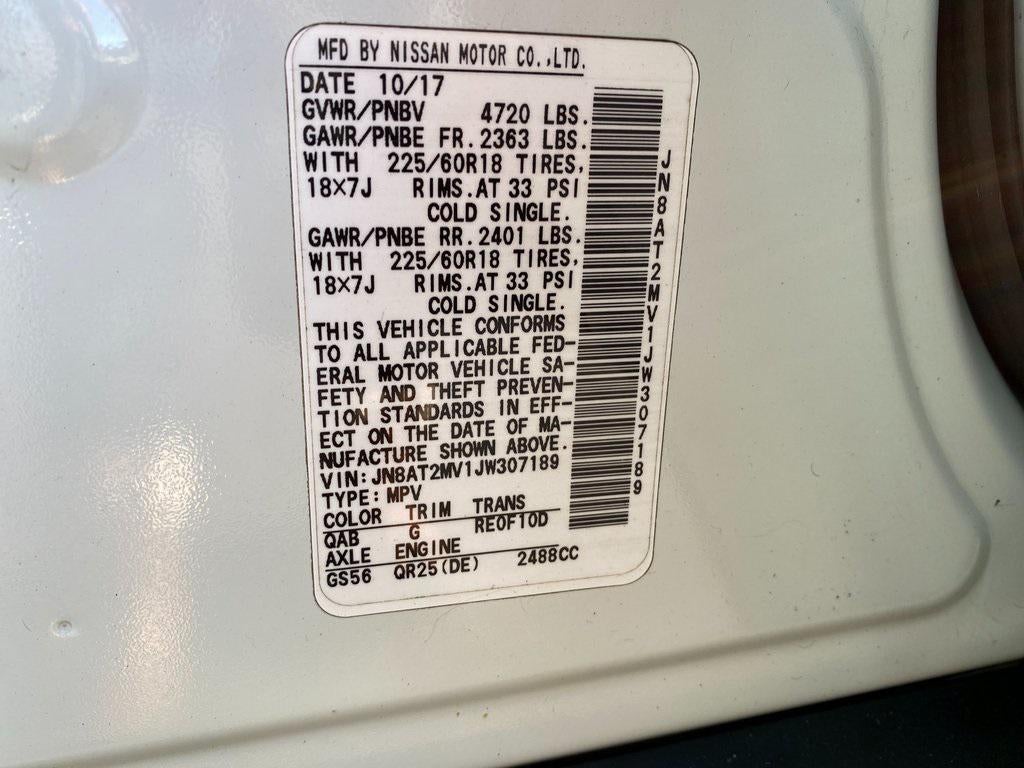 MFD BY NISSAN MOTOR CO.,LTD.
DATE 10/17
GVWR/PNBV 4720 LBS.
GAWR/PNBE FR.2363 LBS.
WITH 225/60R18 TIRES,
18×7J RIMS.AT 33 PSI
COLD SINGLE.
GAWR/PNBE RR.2401 LBS.
WITH 225/60R18 TIRES,
18×7J RIMS.AT 33 PSI
COLD SINGLE.
THIS VEHICLE CONFORMS
TO ALL APPLICABLE FED-
ERAL MOTOR VEHICLE SA-
FETY AND THEFT PREVEN-
TION STANDARDS IN EFF-
ECT ON THE DATE OF MA-
NUFACTURE SHOWN ABOVE.
VIN:JN8AT2MV1JW307189
TYPE:MPV
COLOR TRIM TRANS
QAB G RE0F10D
AXLE ENGINE
GS56 QR25(DE) 2488CC
JN8AT2MV1JW307189